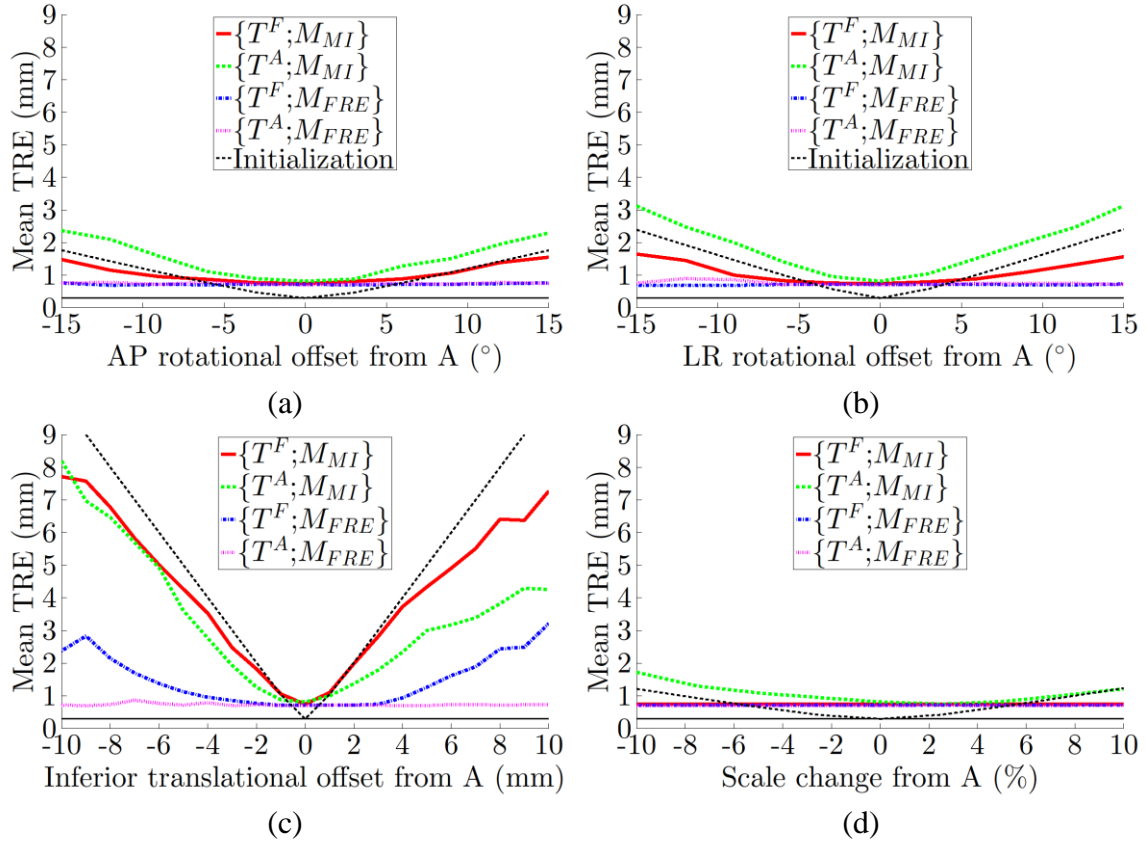 Mean TRE (mm)
9
8
7
6
5
4
3
2
1
0
{T^F;M_MI}
{T^A;M_MI}
{T^F;M_FRE}
{T^A;M_FRE}
Initialization
-15 -10 -5 0 5 10 15
AP rotational offset from A (°)
(a)
Mean TRE (mm)
9
8
7
6
5
4
3
2
1
0
{T^F;M_MI}
{T^A;M_MI}
{T^F;M_FRE}
{T^A;M_FRE}
Initialization
-15 -10 -5 0 5 10 15
LR rotational offset from A (°)
(b)
Mean TRE (mm)
9
8
7
6
5
4
3
2
1
0
{T^F;M_MI}
{T^A;M_MI}
{T^F;M_FRE}
{T^A;M_FRE}
-10 -8 -6 -4 -2 0 2 4 6 8 10
Inferior translational offset from A (mm)
(c)
Mean TRE (mm)
9
8
7
6
5
4
3
2
1
0
{T^F;M_MI}
{T^A;M_MI}
{T^F;M_FRE}
{T^A;M_FRE}
-10 -8 -6 -4 -2 0 2 4 6 8 10
Scale change from A (%)
(d)